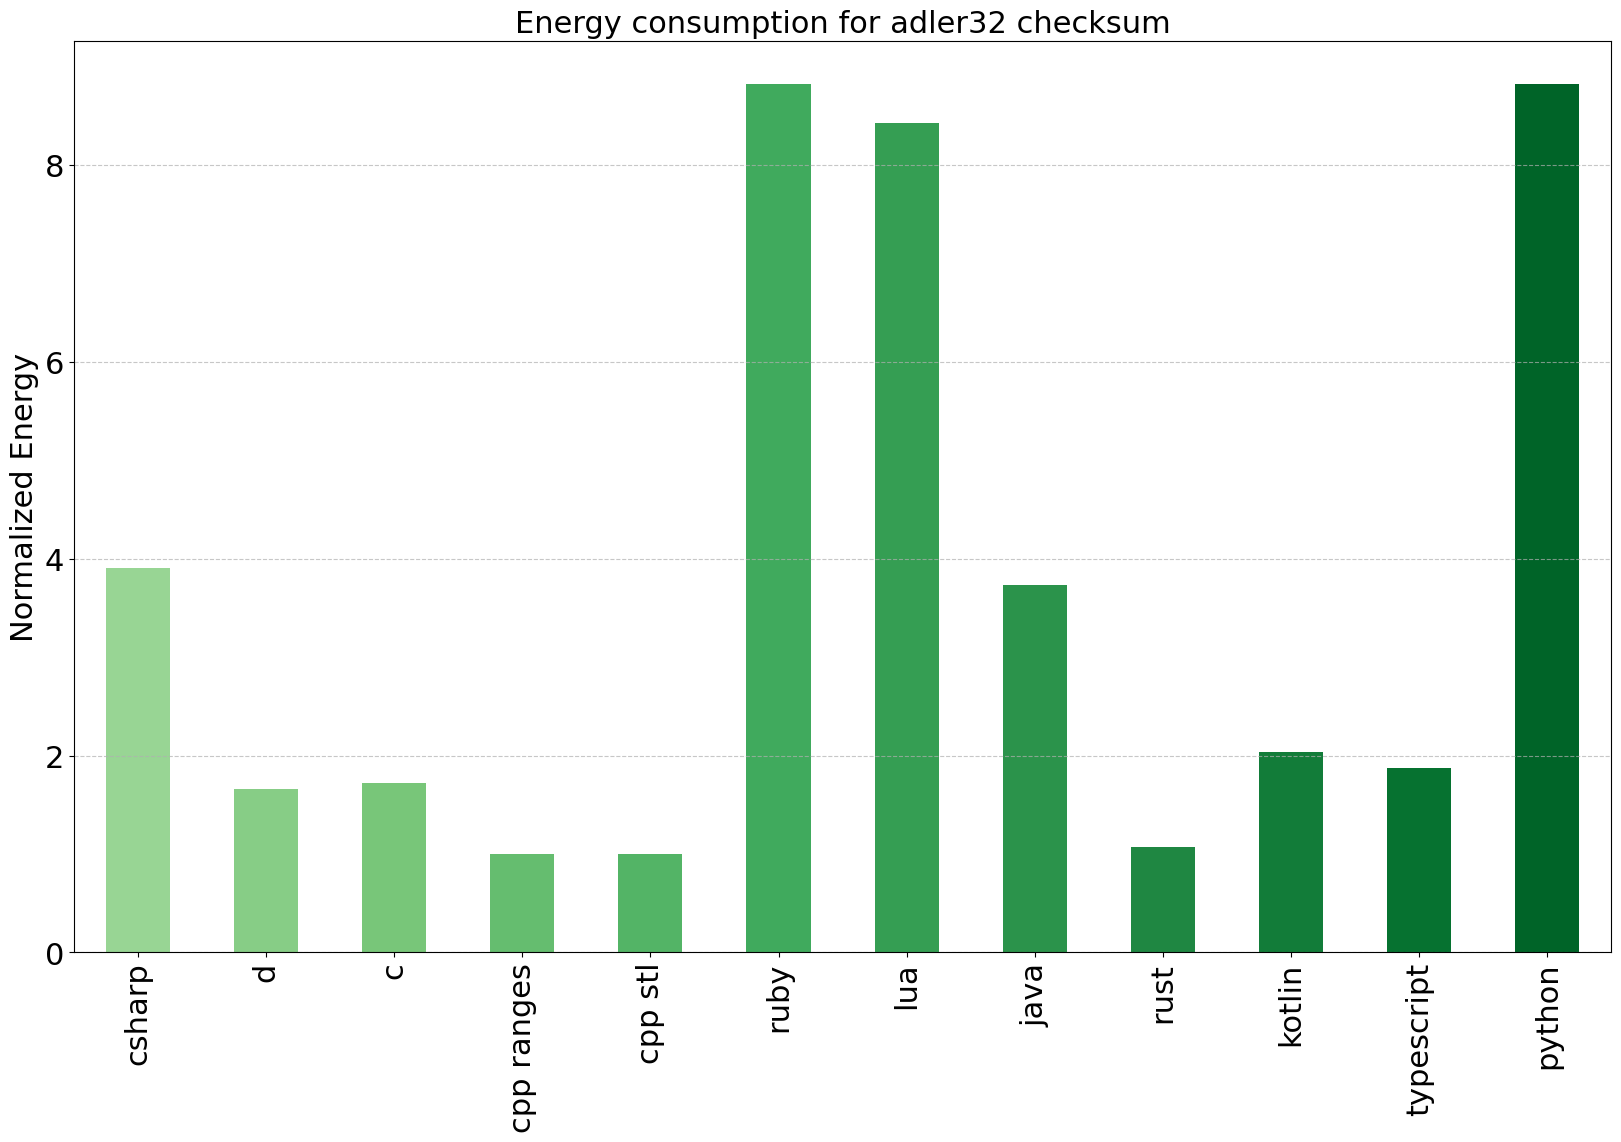 Energy consumption for adler32 checksum
Normalized Energy
8
6
4
2
0
csharp
d
c
cpp ranges
cpp stl
ruby
lua
java
rust
kotlin
typescript
python